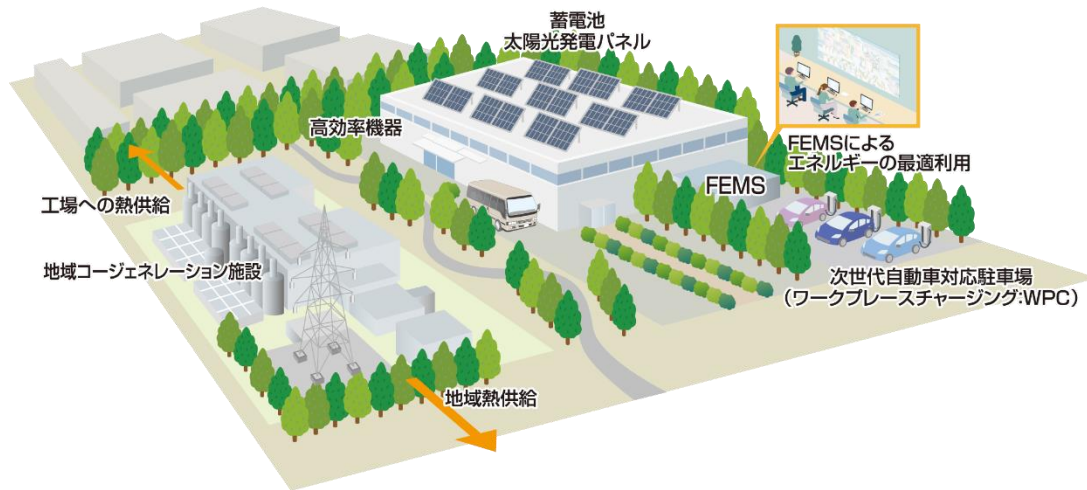 蓄電池
太陽光発電パネル
高効率機器
FEMSによる
エネルギーの最適利用
FEMS
工場への熱供給
地域コージェネレーション施設
次世代自動車対応駐車場
(ワークプレースチャージング:WPC)
地域熱供給